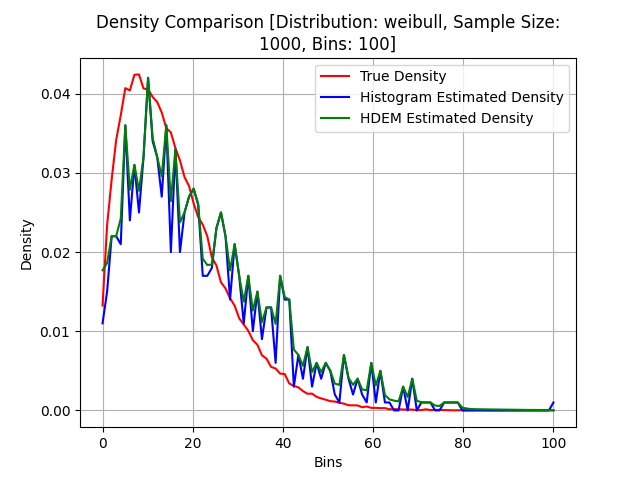 Density Comparison [Distribution: weibull, Sample Size:
1000, Bins: 100]
True Density
Histogram Estimated Density
HDEM Estimated Density
Density
0.04
0.03
0.02
0.01
0.00
0 20 40 60 80 100
Bins